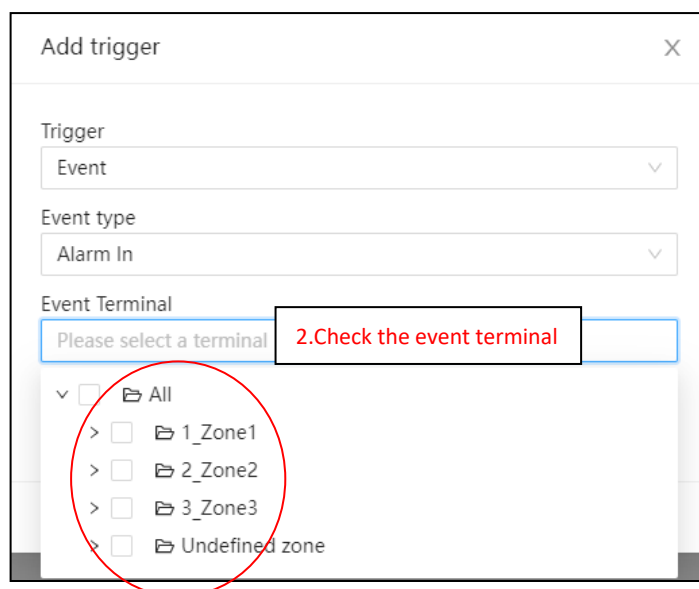 Add trigger
Trigger
Event
Event type
Alarm In
Event Terminal
Please select a terminal
2.Check the event terminal
All
1_Zone1
2_Zone2
3_Zone3
Undefined zone